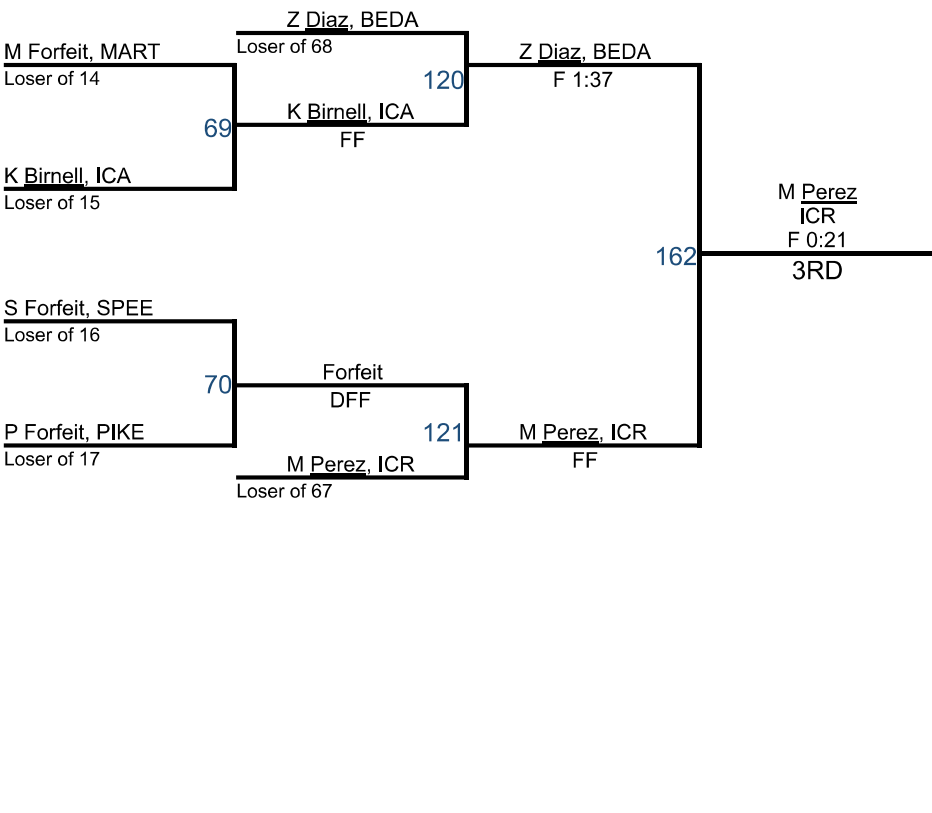 Z Diaz, BEDA
Loser of 68
M Forfeit, MART
Loser of 14
Z Diaz, BEDA
F 1:37
120
K Birnell, ICA
FF
69
K Birnell, ICA
Loser of 15
M Perez
ICR
F 0:21
3RD
162
S Forfeit, SPEE
Loser of 16
Forfeit
DFF
70
P Forfeit, PIKE
Loser of 17
121
M Perez, ICR
FF
M Perez, ICR
Loser of 67